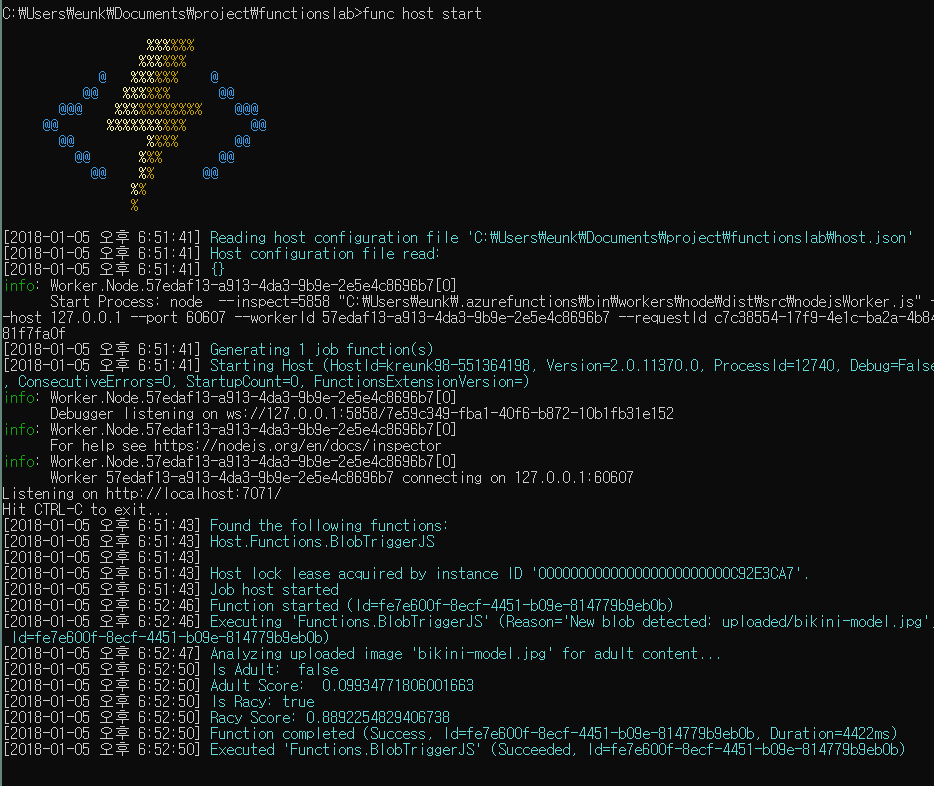 C:₩Users₩eunk₩Documents₩project₩functionslab>func host start
%%%%%%
%%%%%%
@ %%%%%% @
@@ %%%%%% @@
@@@ %%%%%%%%%%% @@@
@@ %%%%%%%%%% @@
@@ %%%% @@
@@ %%% @@
@@ %% @@
%%
%
[2018-01-05 오후 6:51:41] Reading host configuration file 'C:₩Users₩eunk₩Documents₩project₩functionslab₩host.json'
[2018-01-05 오후 6:51:41] Host configuration file read:
[2018-01-05 오후 6:51:41] {}
info: Worker.Node.57edaf13-a913-4da3-9b9e-2e5e4c8696b7[0]
Start Process: node --inspect=5858 "C:₩Users₩eunk₩.azurefunctions₩bin₩workers₩node₩dist₩src₩nodejsWorker.js" -
-host 127.0.0.1 --port 60607 --workerId 57edaf13-a913-4da3-9b9e-2e5e4c8696b7 --requestId c7c38554-17f9-4e1c-ba2a-4b84
81f7fa0f
[2018-01-05 오후 6:51:41] Generating 1 job function(s)
[2018-01-05 오후 6:51:41] Starting Host (HostId=kreunk98-551364198, Version=2.0.11370.0, ProcessId=12740, Debug=False
, ConsecutiveErrors=0, StartupCount=0, FunctionsExtensionVersion=)
info: Worker.Node.57edaf13-a913-4da3-9b9e-2e5e4c8696b7[0]
Debugger listening on ws://127.0.0.1:5858/7e59c349-fba1-40f6-b872-10b1fb31e152
info: Worker.Node.57edaf13-a913-4da3-9b9e-2e5e4c8696b7[0]
For help see https://nodejs.org/en/docs/inspector
info: Worker.Node.57edaf13-a913-4da3-9b9e-2e5e4c8696b7[0]
Worker 57edaf13-a913-4da3-9b9e-2e5e4c8696b7 connecting on 127.0.0.1:60607
Listening on http://localhost:7071/
Hit CTRL-C to exit...
[2018-01-05 오후 6:51:43] Found the following functions:
[2018-01-05 오후 6:51:43] Host.Functions.BlobTriggerJS
[2018-01-05 오후 6:51:43]
[2018-01-05 오후 6:51:43] Host lock lease acquired by instance ID '000000000000000000000000C92E3CA7'.
[2018-01-05 오후 6:51:43] Job host started
[2018-01-05 오후 6:52:46] Function started (Id=fe7e600f-8ecf-4451-b09e-814779b9eb0b)
[2018-01-05 오후 6:52:46] Executing 'Functions.BlobTriggerJS' (Reason='New blob detected: uploaded/bikini-model.jpg',
Id=fe7e600f-8ecf-4451-b09e-814779b9eb0b)
[2018-01-05 오후 6:52:47] Analyzing uploaded image 'bikini-model.jpg' for adult content...
[2018-01-05 오후 6:52:50] Is Adult: false
[2018-01-05 오후 6:52:50] Adult Score: 0.09934771806001663
[2018-01-05 오후 6:52:50] Is Racy: true
[2018-01-05 오후 6:52:50] Racy Score: 0.8892254829406738
[2018-01-05 오후 6:52:50] Function completed (Success, Id=fe7e600f-8ecf-4451-b09e-814779b9eb0b, Duration=4422ms)
[2018-01-05 오후 6:52:50] Executed 'Functions.BlobTriggerJS' (Succeeded, Id=fe7e600f-8ecf-4451-b09e-814779b9eb0b)